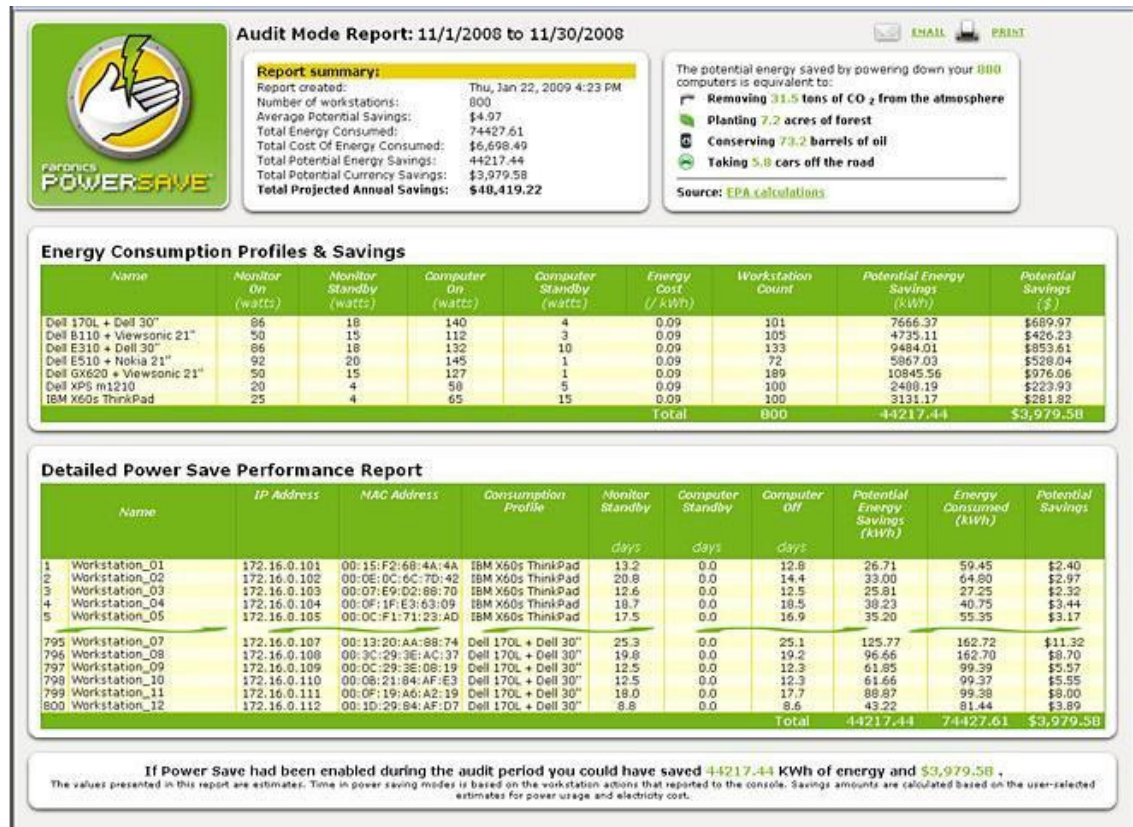 Audit Mode Report: 11/1/2008 to 11/30/2008
EMAIL PRINT
FARONICS
POWERSAVE
Report summary:
Report created: Thu, Jan 22, 2009 4:23 PM
Number of workstations: 800
Average Potential Savings: $4.97
Total Energy Consumed: 74427.61
Total Cost Of Energy Consumed: $6,698.49
Total Potential Energy Savings: 44217.44
Total Potential Currency Savings: $3,979.58
Total Projected Annual Savings: $48,419.22
The potential energy saved by powering down your 800
computers is equivalent to:
Removing 31.5 tons of CO 2 from the atmosphere
Planting 7.2 acres of forest
Conserving 73.2 barrels of oil
Taking 5.8 cars off the road
Source: EPA calculations
Energy Consumption Profiles & Savings
Name Monitor On (watts) Monitor Standby (watts) Computer On (watts) Computer Standby (watts) Energy Cost (/ kWh) Workstation Count Potential Energy Savings (kWh) Potential Savings ($)
Dell 170L + Dell 30" 86 18 140 4 0.09 101 7666.37 $689.97
Dell B110 + Viewsonic 21" 50 15 112 3 0.09 105 4735.11 $426.23
Dell E310 + Dell 30" 86 18 132 10 0.09 133 9484.01 $853.61
Dell E510 + Nokia 21" 92 20 145 1 0.09 72 5867.03 $528.04
Dell GX620 + Viewsonic 21" 50 15 127 1 0.09 189 10845.56 $976.06
Dell XPS m1210 20 4 58 5 0.09 100 2488.19 $223.93
IBM X60s ThinkPad 25 4 65 15 0.09 100 3131.17 $281.82
Total 800 44217.44 $3,979.58
Detailed Power Save Performance Report
Name IP Address MAC Address Consumption Profile Monitor Standby days Computer Standby days Computer Off days Potential Energy Savings (kWh) Energy Consumed (kWh) Potential Savings
1 Workstation_01 172.16.0.101 00:15:F2:68:4A:4A IBM X60s ThinkPad 13.2 0.0 12.8 26.71 59.45 $2.40
2 Workstation_02 172.16.0.102 00:0E:0C:6C:7D:42 IBM X60s ThinkPad 20.8 0.0 14.4 33.00 64.80 $2.97
3 Workstation_03 172.16.0.103 00:07:E9:D2:88:70 IBM X60s ThinkPad 12.6 0.0 12.5 25.81 27.25 $2.32
4 Workstation_04 172.16.0.104 00:0F:1F:E3:63:09 IBM X60s ThinkPad 18.7 0.0 18.5 38.23 40.75 $3.44
5 Workstation_05 172.16.0.105 00:0C:F1:71:23:AD IBM X60s ThinkPad 17.5 0.0 16.9 35.20 55.35 $3.17
795 Workstation_07 172.16.0.107 00:13:20:AA:88:74 Dell 170L + Dell 30" 25.3 0.0 25.1 125.77 162.72 $11.32
796 Workstation_08 172.16.0.108 00:3C:29:3E:AC:37 Dell 170L + Dell 30" 19.8 0.0 19.2 96.66 162.70 $8.70
797 Workstation_09 172.16.0.109 00:0C:29:3E:08:19 Dell 170L + Dell 30" 12.5 0.0 12.3 61.85 99.39 $5.57
798 Workstation_10 172.16.0.110 00:08:21:84:AF:E3 Dell 170L + Dell 30" 12.5 0.0 12.3 61.66 99.37 $5.55
799 Workstation_11 172.16.0.111 00:0F:19:A6:A2:19 Dell 170L + Dell 30" 18.0 0.0 17.7 88.87 99.38 $8.00
800 Workstation_12 172.16.0.112 00:1D:29:84:AF:D7 Dell 170L + Dell 30" 8.8 0.0 8.6 43.22 81.44 $3.89
Total 44217.44 74427.61 $3,979.58
If Power Save had been enabled during the audit period you could have saved 44217.44 KWh of energy and $3,979.58 .
The values presented in this report are estimates. Time in power saving modes is based on the workstation actions that reported to the console. Savings amounts are calculated based on the user-selected
estimates for power usage and electricity cost.